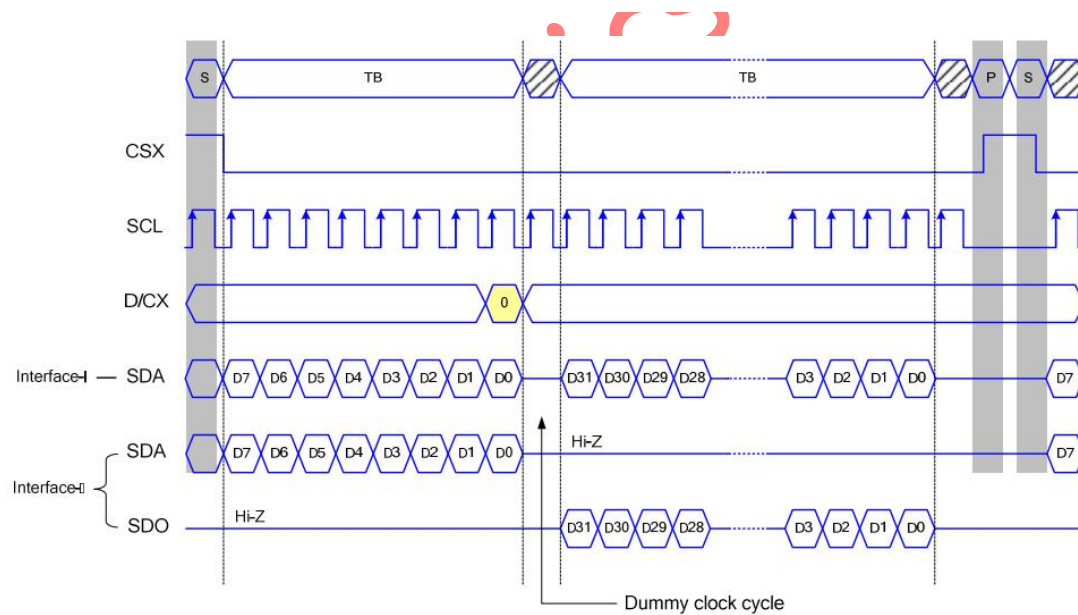 S TB TB P S
CSX
SCL
D/CX 0
Interface-I SDA D7 D6 D5 D4 D3 D2 D1 D0 D31 D30 D29 D28 D3 D2 D1 D0 D7
SDA D7 D6 D5 D4 D3 D2 D1 D0 Hi-Z D7
Interface-▯
SDO Hi-Z D31 D30 D29 D28 D3 D2 D1 D0
Dummy clock cycle